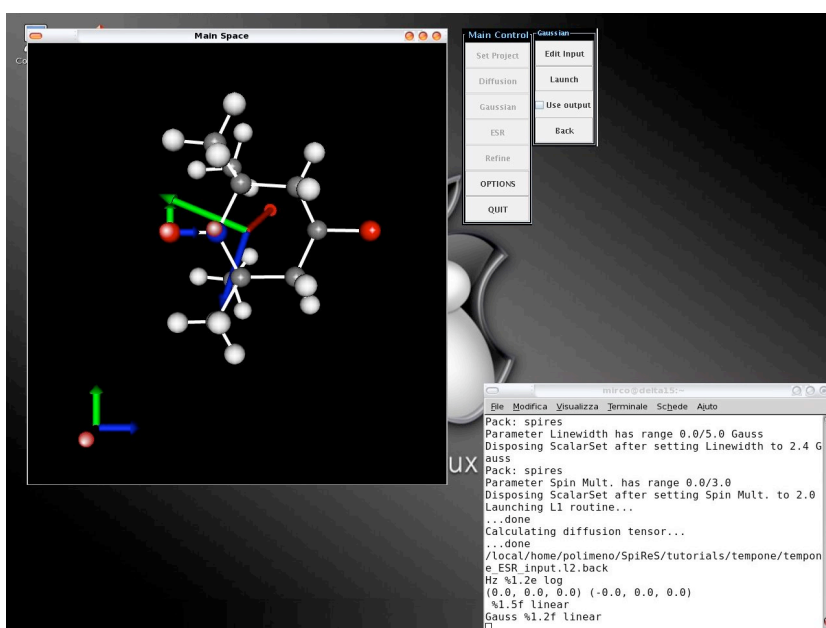 Main Space
Co
Main Control
Set Project
Diffusion
Gaussian
ESR
Refine
OPTIONS
QUIT
Gaussian
Edit Input
Launch
Use output
Back
ux
mirco@delta15:~
File Modifica Visualizza Terminale Schede Aiuto
Pack: spires
Parameter Linewidth has range 0.0/5.0 Gauss
Disposing ScalarSet after setting Linewidth to 2.4 G
auss
Pack: spires
Parameter Spin Mult. has range 0.0/3.0
Disposing ScalarSet after setting Spin Mult. to 2.0
Launching L1 routine...
...done
Calculating diffusion tensor...
...done
/local/home/polimeno/SpiReS/tutorials/tempone/tempon
e_ESR_input.l2.back
Hz %1.2e log
(0.0, 0.0, 0.0) (-0.0, 0.0, 0.0)
%1.5f linear
Gauss %1.2f linear